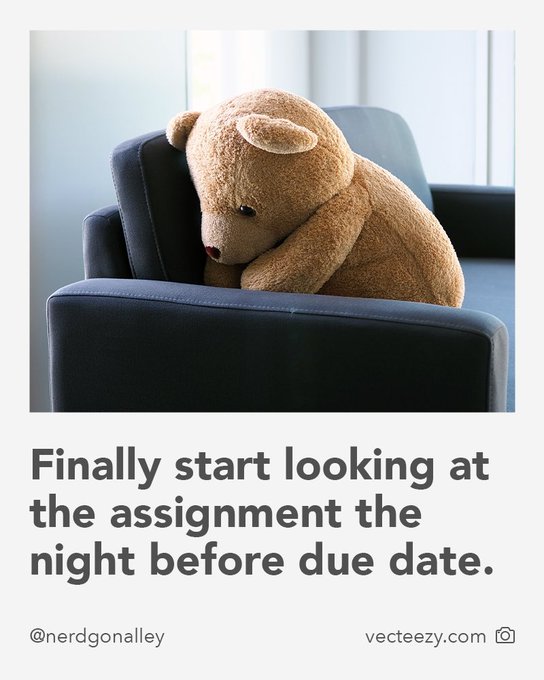 Finally start looking at
the assignment the
night before due date.
@nerdgonalley
vecteezy.com